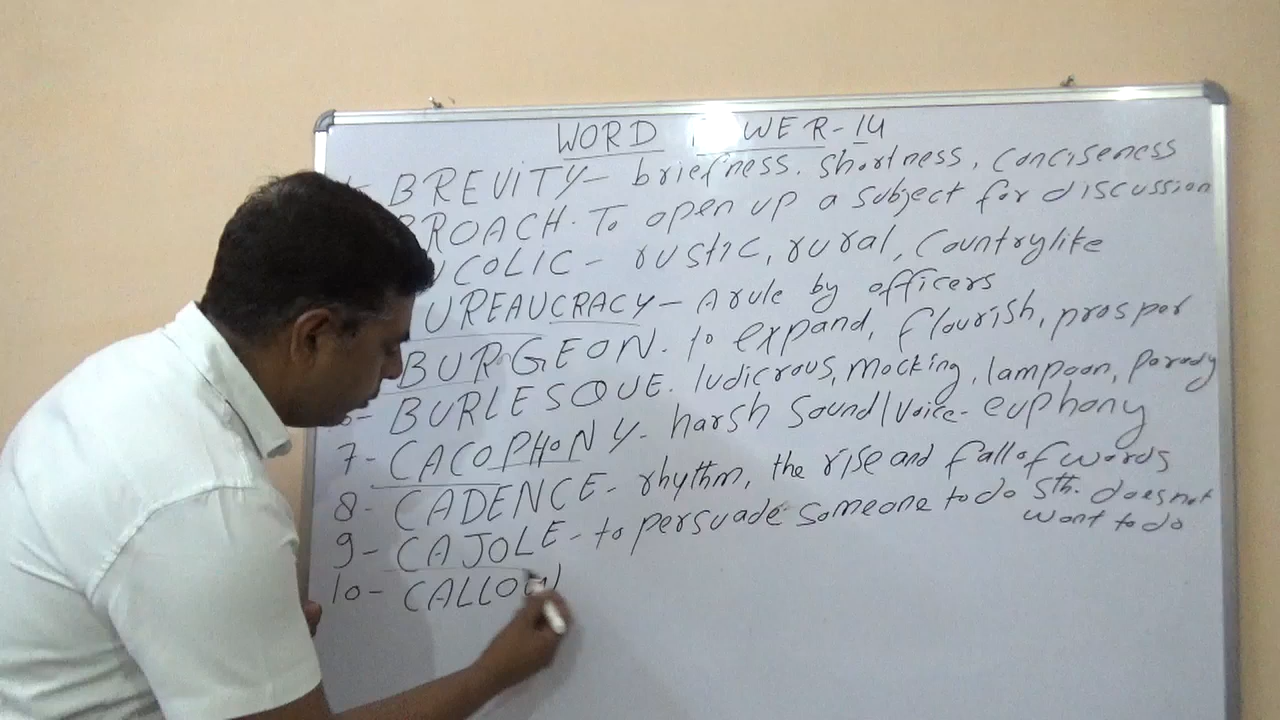 WORD WER-14
BREVITY- briefness. shortness, conciseness
ROACH. To open up a subject for discussion
COLIC - rustic, rural, countrylike
UREAUCRACY- A rule by officers
BURGEON. to expand, flourish, prosper
BURLESQUE. ludicrous, mocking, lampoon, parody
7- CACOPHONY- harsh sound/voice- euphony
8- CADENCE- rhythm, the rise and fall of words
9- CAJOLE- to persuade someone to do sth. does not
want to do
10- CALLOW